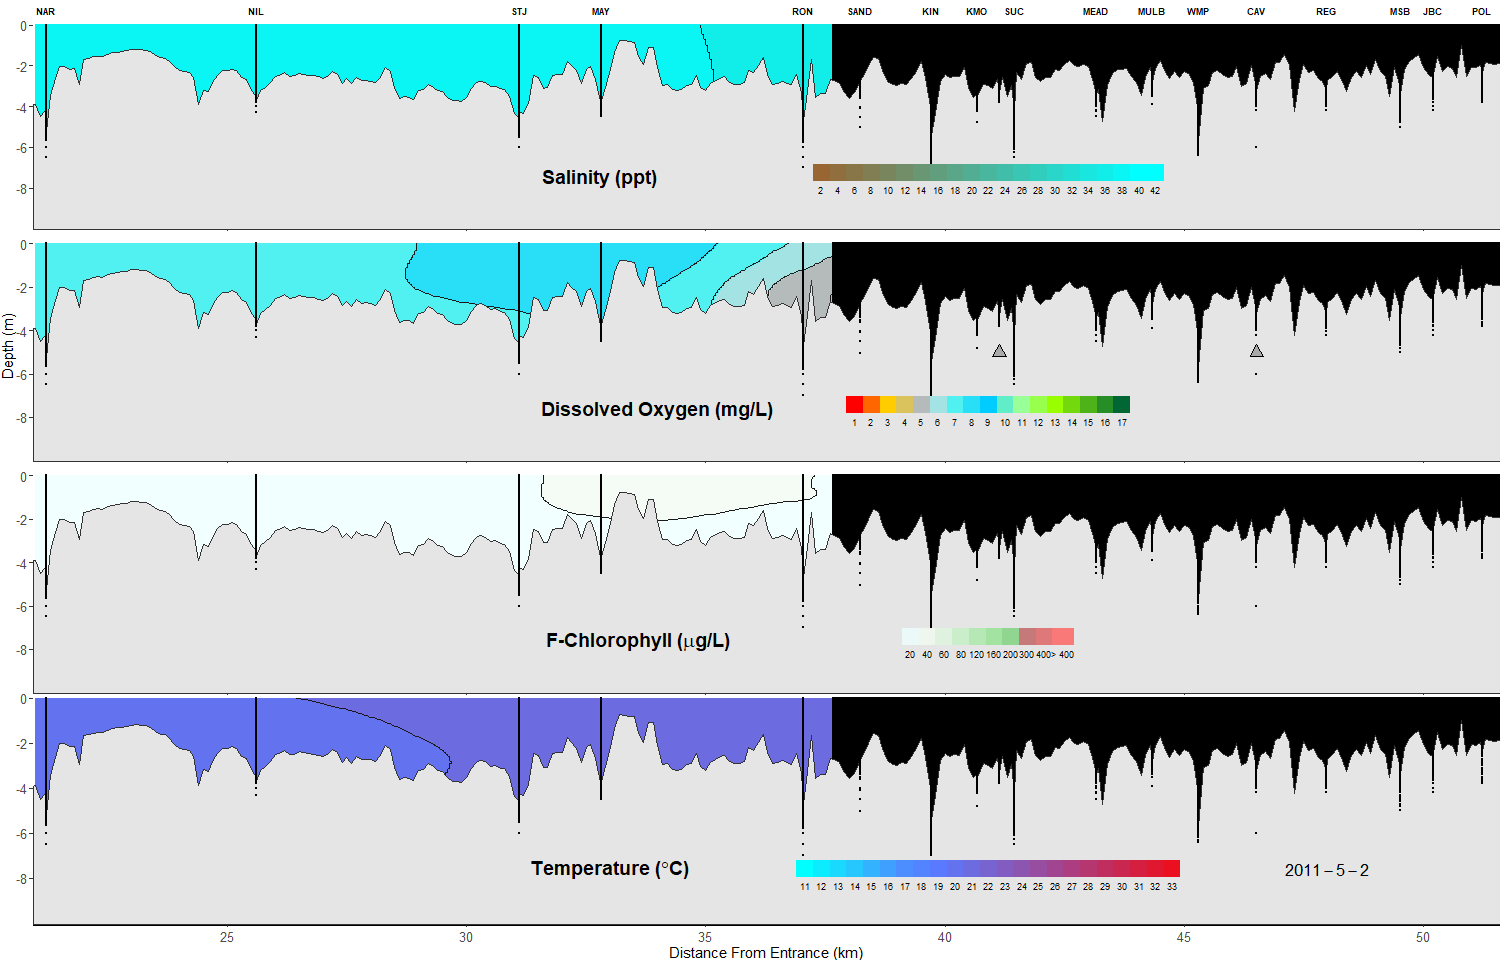 NAR NIL STJ MAY RON SAND KIN KMO SUC MEAD MULB WMP CAV REG MSB JBC POL
0
-2
-4
-6
-8
Salinity (ppt)
2 4 6 8 10 12 14 16 18 20 22 24 26 28 30 32 34 36 38 40 42
0
-2
-4
-6
-8
Depth (m)
Dissolved Oxygen (mg/L)
1 2 3 4 5 6 7 8 9 10 11 12 13 14 15 16 17
0
-2
-4
-6
-8
F-Chlorophyll (μg/L)
20 40 60 80 120 160 200 300 400 > 400
0
-2
-4
-6
-8
Temperature (°C)
11 12 13 14 15 16 17 18 19 20 21 22 23 24 25 26 27 28 29 30 31 32 33
2011 – 5 – 2
25 30 35 40 45 50
Distance From Entrance (km)